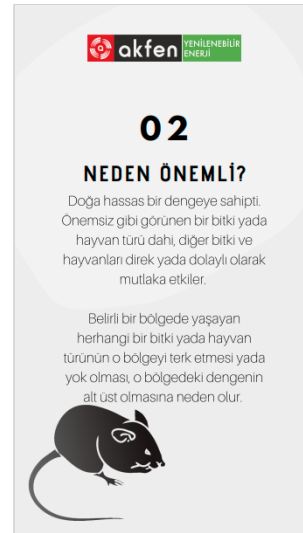 akfen YENİLENEBİLİR
ENERJİ
02
NEDEN ÖNEMLİ?
Doğa hassas bir dengeye sahipti.
Önemsiz gibi görünen bir bitki yada
hayvan türü dahi, diğer bitki ve
hayvanları direk yada dolaylı olarak
mutlaka etkiler.
Belirli bir bölgede yaşayan
herhangi bir bitki yada hayvan
türünün o bölgeyi terk etmesi yada
yok olması, o bölgedeki dengenin
alt üst olmasına neden olur.